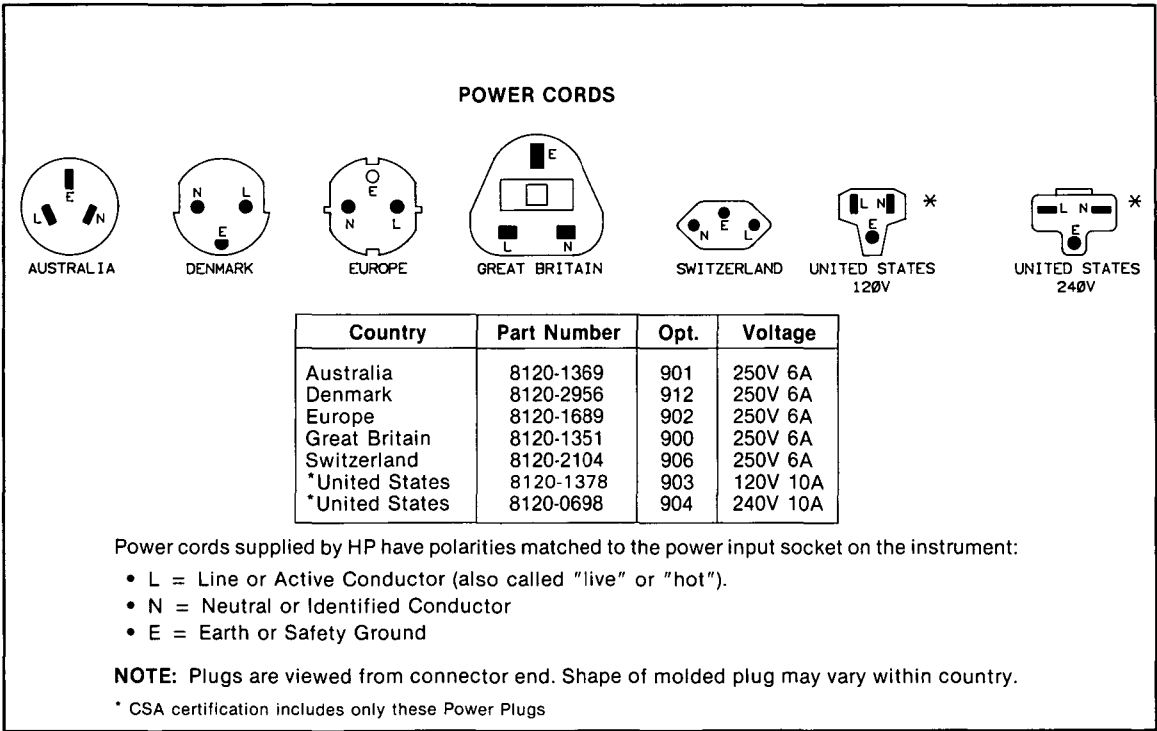 POWER CORDS
E
L
N
AUSTRALIA
N
L
E
DENMARK
E
N
L
EUROPE
E
L
N
GREAT BRITAIN
N
E
L
SWITZERLAND
L N
E
*
UNITED STATES
120V
L N
E
*
UNITED STATES
240V
Country Part Number Opt. Voltage
Australia 8120-1369 901 250V 6A
Denmark 8120-2956 912 250V 6A
Europe 8120-1689 902 250V 6A
Great Britain 8120-1351 900 250V 6A
Switzerland 8120-2104 906 250V 6A
*United States 8120-1378 903 120V 10A
*United States 8120-0698 904 240V 10A
Power cords supplied by HP have polarities matched to the power input socket on the instrument:
• L = Line or Active Conductor (also called "live" or "hot").
• N = Neutral or Identified Conductor
• E = Earth or Safety Ground
NOTE: Plugs are viewed from connector end. Shape of molded plug may vary within country.
* CSA certification includes only these Power Plugs